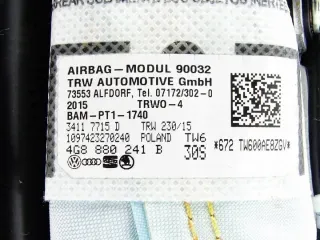 AIRBAG-MODUL 90032
TRW AUTOMOTIVE GmbH
73553 ALFDORF, Tel. 07172/302-0
2015 TRWO-4
BAM-PT1-1740
3411 7715 D TRW 230/15
1097423270240 POLAND TW6
4G8 880 241 B 30S
*672 TW600AE8ZGV*